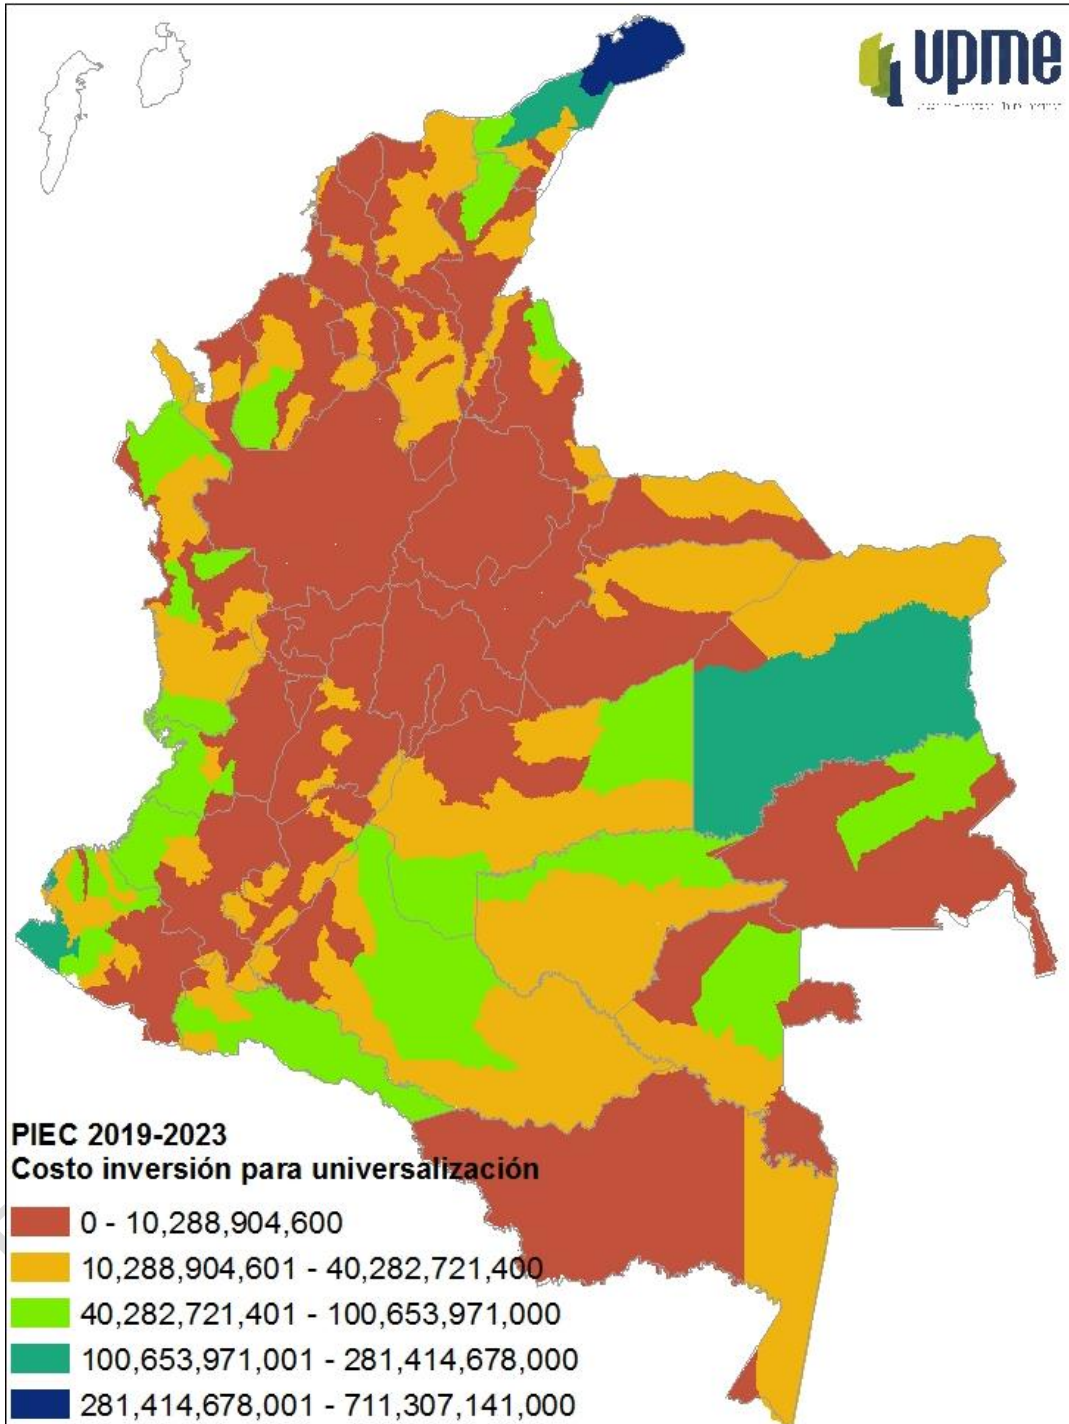 upme
PIEC 2019-2023
Costo inversión para universalización
0 - 10,288,904,600
10,288,904,601 - 40,282,721,400
40,282,721,401 - 100,653,971,000
100,653,971,001 - 281,414,678,000
281,414,678,001 - 711,307,141,000